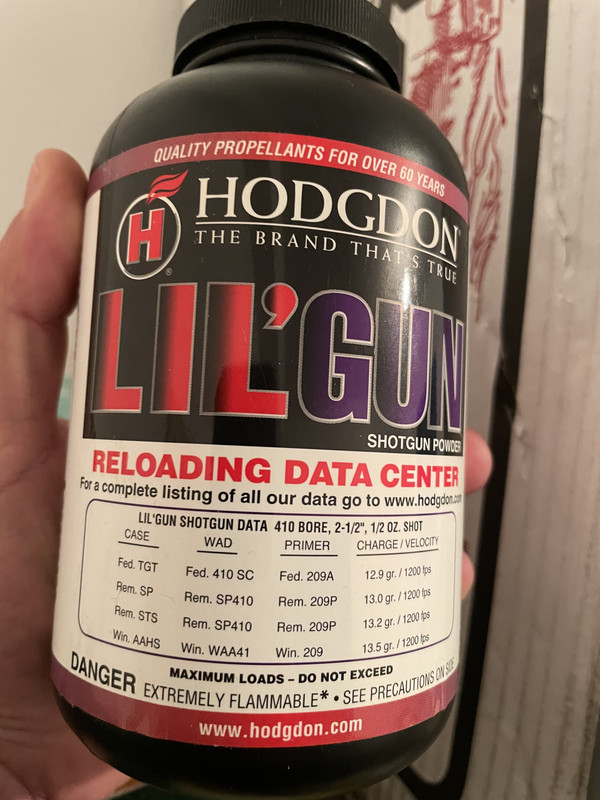 QUALITY PROPELLANTS FOR OVER 60 YEARS
H
®
HODGDON
THE BRAND THAT'S TRUE
LIL'GUN
SHOTGUN POWDER
RELOADING DATA CENTER
For a complete listing of all our data go to www.hodgdon.com
LIL'GUN SHOTGUN DATA 410 BORE, 2-1/2", 1/2 OZ. SHOT
CASE WAD PRIMER CHARGE / VELOCITY
Fed. TGT Fed. 410 SC Fed. 209A 12.9 gr. / 1200 fps
Rem. SP Rem. SP410 Rem. 209P 13.0 gr. / 1200 fps
Rem. STS Rem. SP410 Rem. 209P 13.2 gr. / 1200 fps
Win. AAHS Win. WAA41 Win. 209 13.5 gr. / 1200 fps
MAXIMUM LOADS – DO NOT EXCEED
DANGER EXTREMELY FLAMMABLE* • SEE PRECAUTIONS ON SIDE
www.hodgdon.com